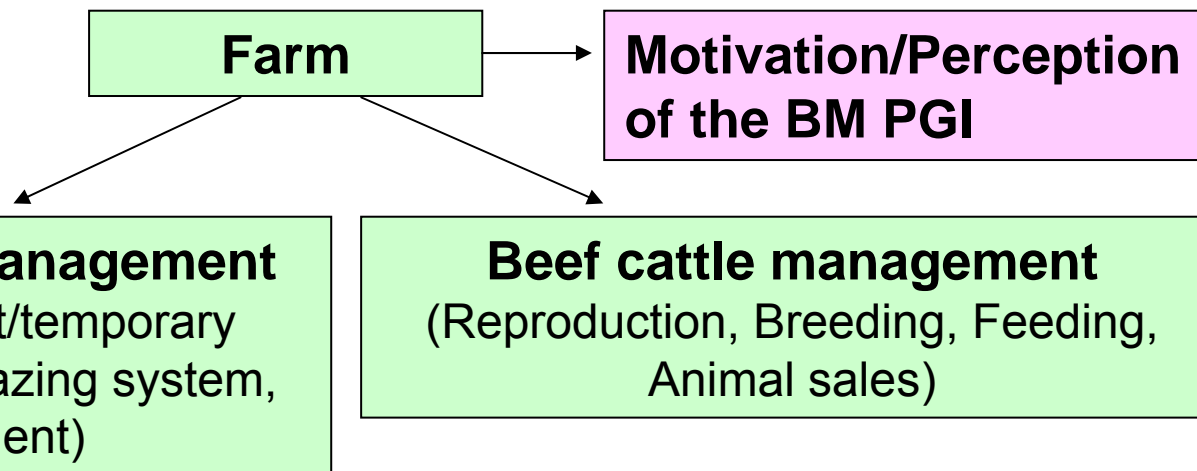 Farm
Motivation/Perception
of the BM PGI
anagement
t/temporary
azing system,
ent)
Beef cattle management
(Reproduction, Breeding, Feeding,
Animal sales)